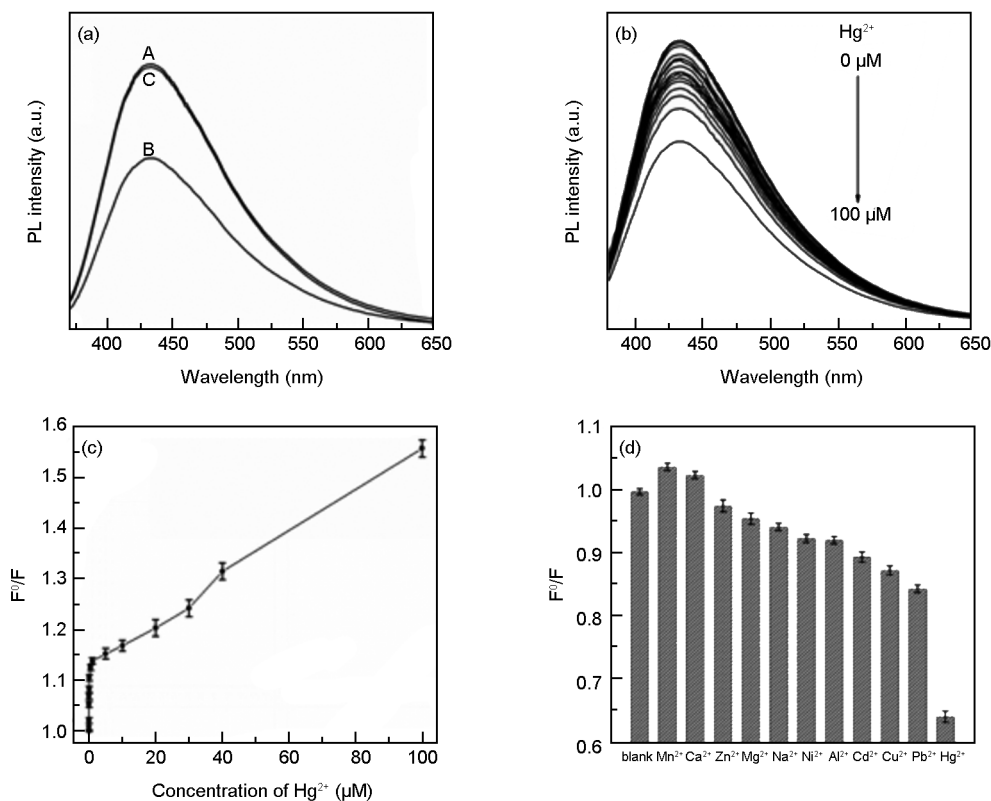 (a)
A
C
B
PL intensity (a.u.)
400 450 500 550 600 650
Wavelength (nm)
(b)
Hg²⁺
0 µM
100 µM
PL intensity (a.u.)
400 450 500 550 600 650
Wavelength (nm)
(c)
1.6
1.5
1.4
1.3
1.2
1.1
1.0
F⁰/F
0 20 40 60 80 100
Concentration of Hg²⁺ (µM)
(d)
1.1
1.0
0.9
0.8
0.7
0.6
F⁰/F
blank Mn²⁺ Ca²⁺ Zn²⁺ Mg²⁺ Na²⁺ Ni²⁺ Al²⁺ Cd²⁺ Cu²⁺ Pb²⁺ Hg²⁺